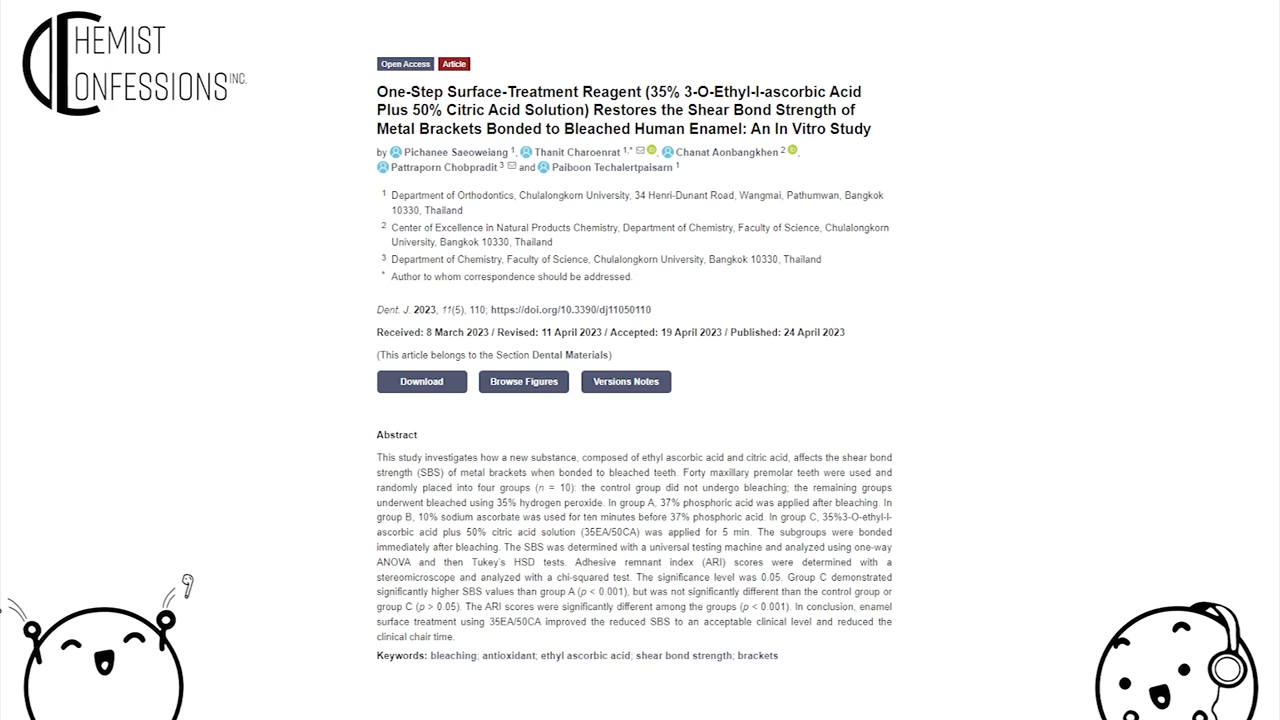 CHEMIST
CONFESSIONS INC.
Open Access Article
One-Step Surface-Treatment Reagent (35% 3-O-Ethyl-l-ascorbic Acid
Plus 50% Citric Acid Solution) Restores the Shear Bond Strength of
Metal Brackets Bonded to Bleached Human Enamel: An In Vitro Study
by Pichanee Saeoweiang 1, Thanit Charoenrat 1,*, Chanat Aonbangkhen 2,
Pattraporn Chobpradit 3 and Paiboon Techalertpaisarn 1
1 Department of Orthodontics, Chulalongkorn University, 34 Henri-Dunant Road, Wangmai, Pathumwan, Bangkok
10330, Thailand
2 Center of Excellence in Natural Products Chemistry, Department of Chemistry, Faculty of Science, Chulalongkorn
University, Bangkok 10330, Thailand
3 Department of Chemistry, Faculty of Science, Chulalongkorn University, Bangkok 10330, Thailand
* Author to whom correspondence should be addressed.
Dent. J. 2023, 11(5), 110; https://doi.org/10.3390/dj11050110
Received: 8 March 2023 / Revised: 11 April 2023 / Accepted: 19 April 2023 / Published: 24 April 2023
(This article belongs to the Section Dental Materials)
Download Browse Figures Versions Notes
Abstract
This study investigates how a new substance, composed of ethyl ascorbic acid and citric acid, affects the shear bond
strength (SBS) of metal brackets when bonded to bleached teeth. Forty maxillary premolar teeth were used and
randomly placed into four groups (n = 10): the control group did not undergo bleaching; the remaining groups
underwent bleached using 35% hydrogen peroxide. In group A, 37% phosphoric acid was applied after bleaching. In
group B, 10% sodium ascorbate was used for ten minutes before 37% phosphoric acid. In group C, 35%3-O-ethyl-l-
ascorbic acid plus 50% citric acid solution (35EA/50CA) was applied for 5 min. The subgroups were bonded
immediately after bleaching. The SBS was determined with a universal testing machine and analyzed using one-way
ANOVA and then Tukey's HSD tests. Adhesive remnant index (ARI) scores were determined with a
stereomicroscope and analyzed with a chi-squared test. The significance level was 0.05. Group C demonstrated
significantly higher SBS values than group A (p < 0.001), but was not significantly different than the control group or
group C (p > 0.05). The ARI scores were significantly different among the groups (p < 0.001). In conclusion, enamel
surface treatment using 35EA/50CA improved the reduced SBS to an acceptable clinical level and reduced the
clinical chair time.
Keywords: bleaching; antioxidant; ethyl ascorbic acid; shear bond strength; brackets